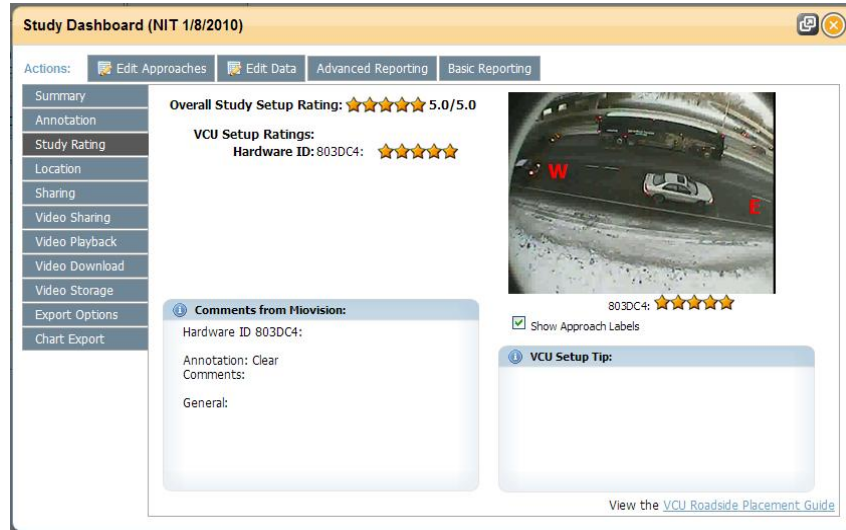 Study Dashboard (NIT 1/8/2010)
Actions: Edit Approaches Edit Data Advanced Reporting Basic Reporting
Summary
Annotation
Study Rating
Location
Sharing
Video Sharing
Video Playback
Video Download
Video Storage
Export Options
Chart Export
Overall Study Setup Rating: 5.0/5.0
VCU Setup Ratings:
Hardware ID: 803DC4:
W
E
803DC4:
Show Approach Labels
Comments from Miovision:
Hardware ID 803DC4:
Annotation: Clear
Comments:
General:
VCU Setup Tip:
View the VCU Roadside Placement Guide